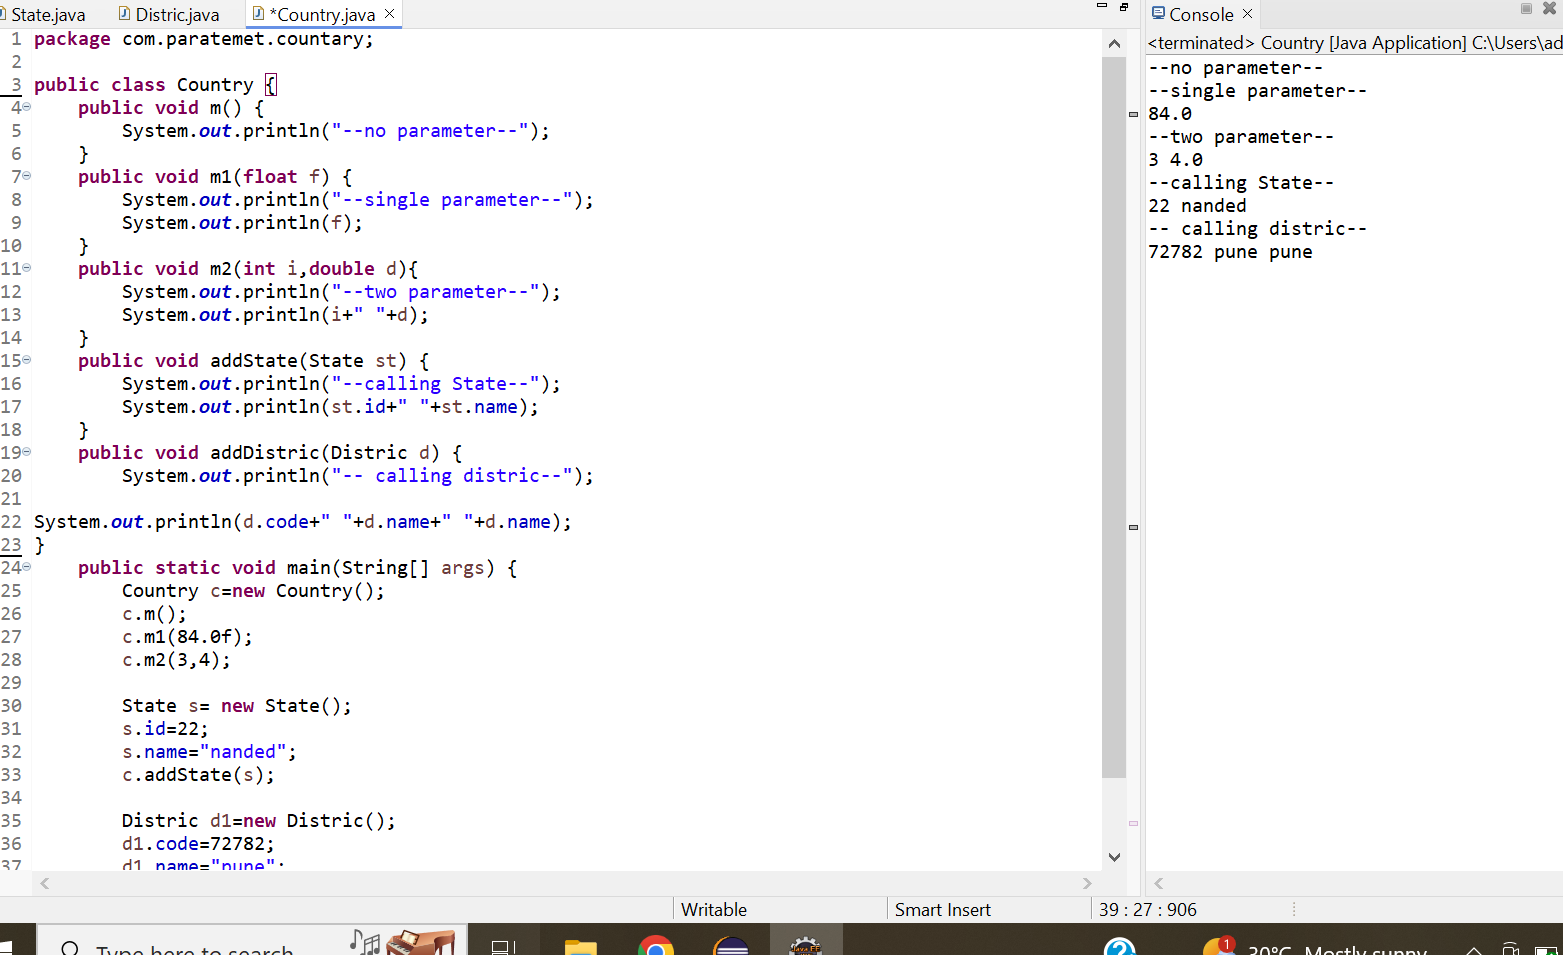 State.java Distric.java *Country.java
1 package com.paratemet.countary;
2
3 public class Country {
4 public void m() {
5 System.out.println("--no parameter--");
6 }
7 public void m1(float f) {
8 System.out.println("--single parameter--");
9 System.out.println(f);
10 }
11 public void m2(int i,double d){
12 System.out.println("--two parameter--");
13 System.out.println(i+" "+d);
14 }
15 public void addState(State st) {
16 System.out.println("--calling State--");
17 System.out.println(st.id+" "+st.name);
18 }
19 public void addDistric(Distric d) {
20 System.out.println("-- calling distric--");
21
22 System.out.println(d.code+" "+d.name+" "+d.name);
23 }
24 public static void main(String[] args) {
25 Country c=new Country();
26 c.m();
27 c.m1(84.0f);
28 c.m2(3,4);
29
30 State s= new State();
31 s.id=22;
32 s.name="nanded";
33 c.addState(s);
34
35 Distric d1=new Distric();
36 d1.code=72782;
37 d1.name="pune";
Console
<terminated> Country [Java Application] C:\Users\ad
--no parameter--
--single parameter--
84.0
--two parameter--
3 4.0
--calling State--
22 nanded
-- calling distric--
72782 pune pune
Writable Smart Insert 39 : 27 : 906
Type here to search
1
30°C Mostly sunny